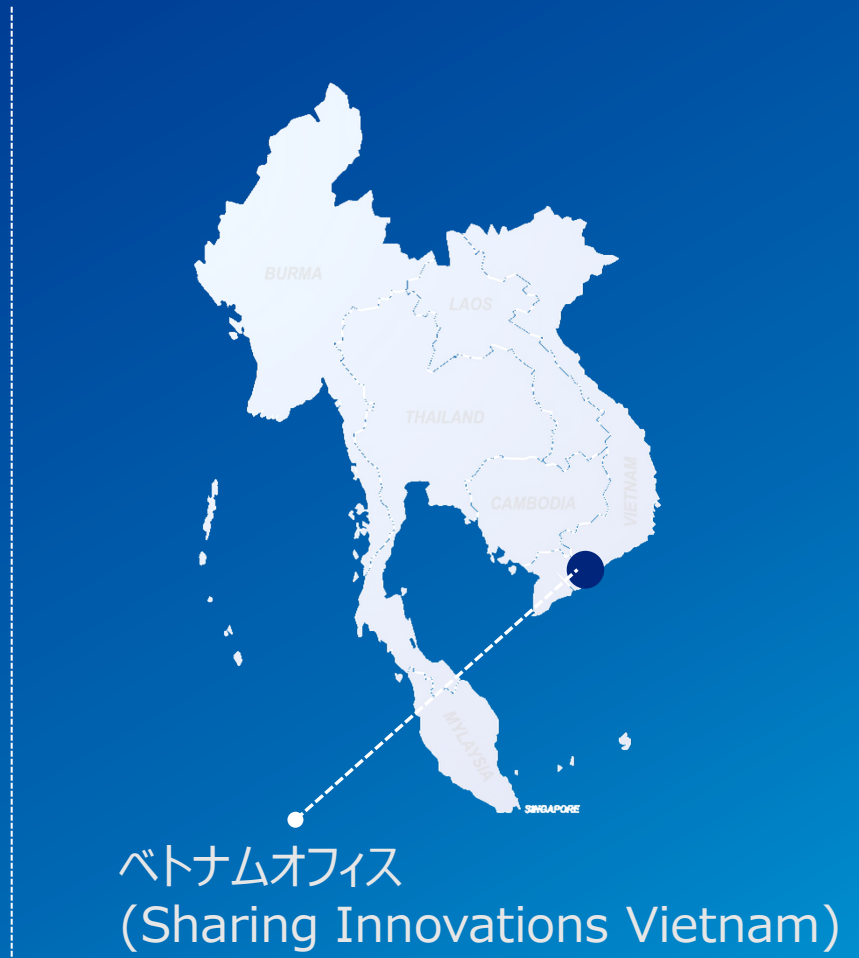 BURMA
LAOS
THAILAND
CAMBODIA
VIETNAM
MYLAYSIA
SINGAPORE
ベトナムオフィス
(Sharing Innovations Vietnam)